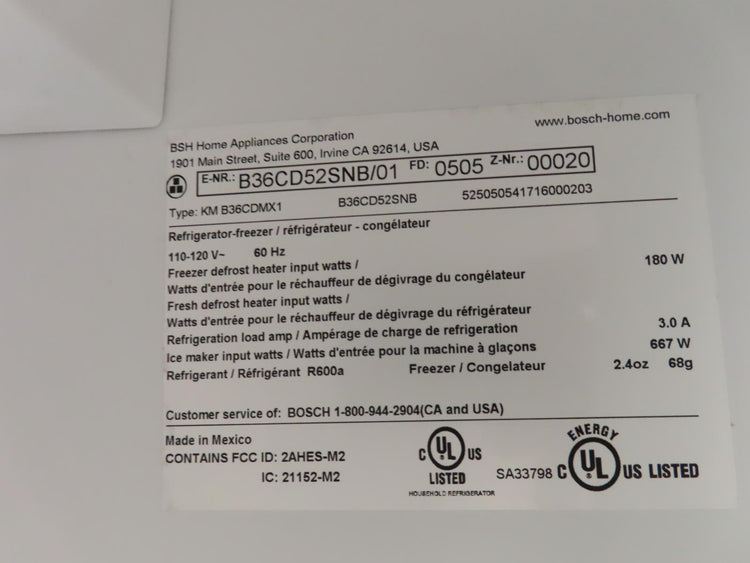 BSH Home Appliances Corporation
www.bosch-home.com
1901 Main Street, Suite 600, Irvine CA 92614, USA
E-NR.: B36CD52SNB/01 FD: 0505 Z-Nr.: 00020
Type: KM B36CDMX1 B36CD52SNB 525050541716000203
Refrigerator-freezer / réfrigérateur - congélateur
110-120 V~ 60 Hz
Freezer defrost heater input watts / 180 W
Watts d'entrée pour le réchauffeur de dégivrage du congélateur
Fresh defrost heater input watts /
Watts d'entrée pour le réchauffeur de dégivrage du réfrigérateur
Refrigeration load amp / Ampérage de charge de refrigeration 3.0 A
Ice maker input watts / Watts d'entrée pour la machine à glaçons 667 W
Refrigerant / Réfrigérant R600a Freezer / Congelateur 2.4oz 68g
Customer service of: BOSCH 1-800-944-2904(CA and USA)
Made in Mexico
CONTAINS FCC ID: 2AHES-M2
IC: 21152-M2
C UL US
LISTED
HOUSEHOLD REFRIGERATOR
SA33798
ENERGY
C UL US LISTED